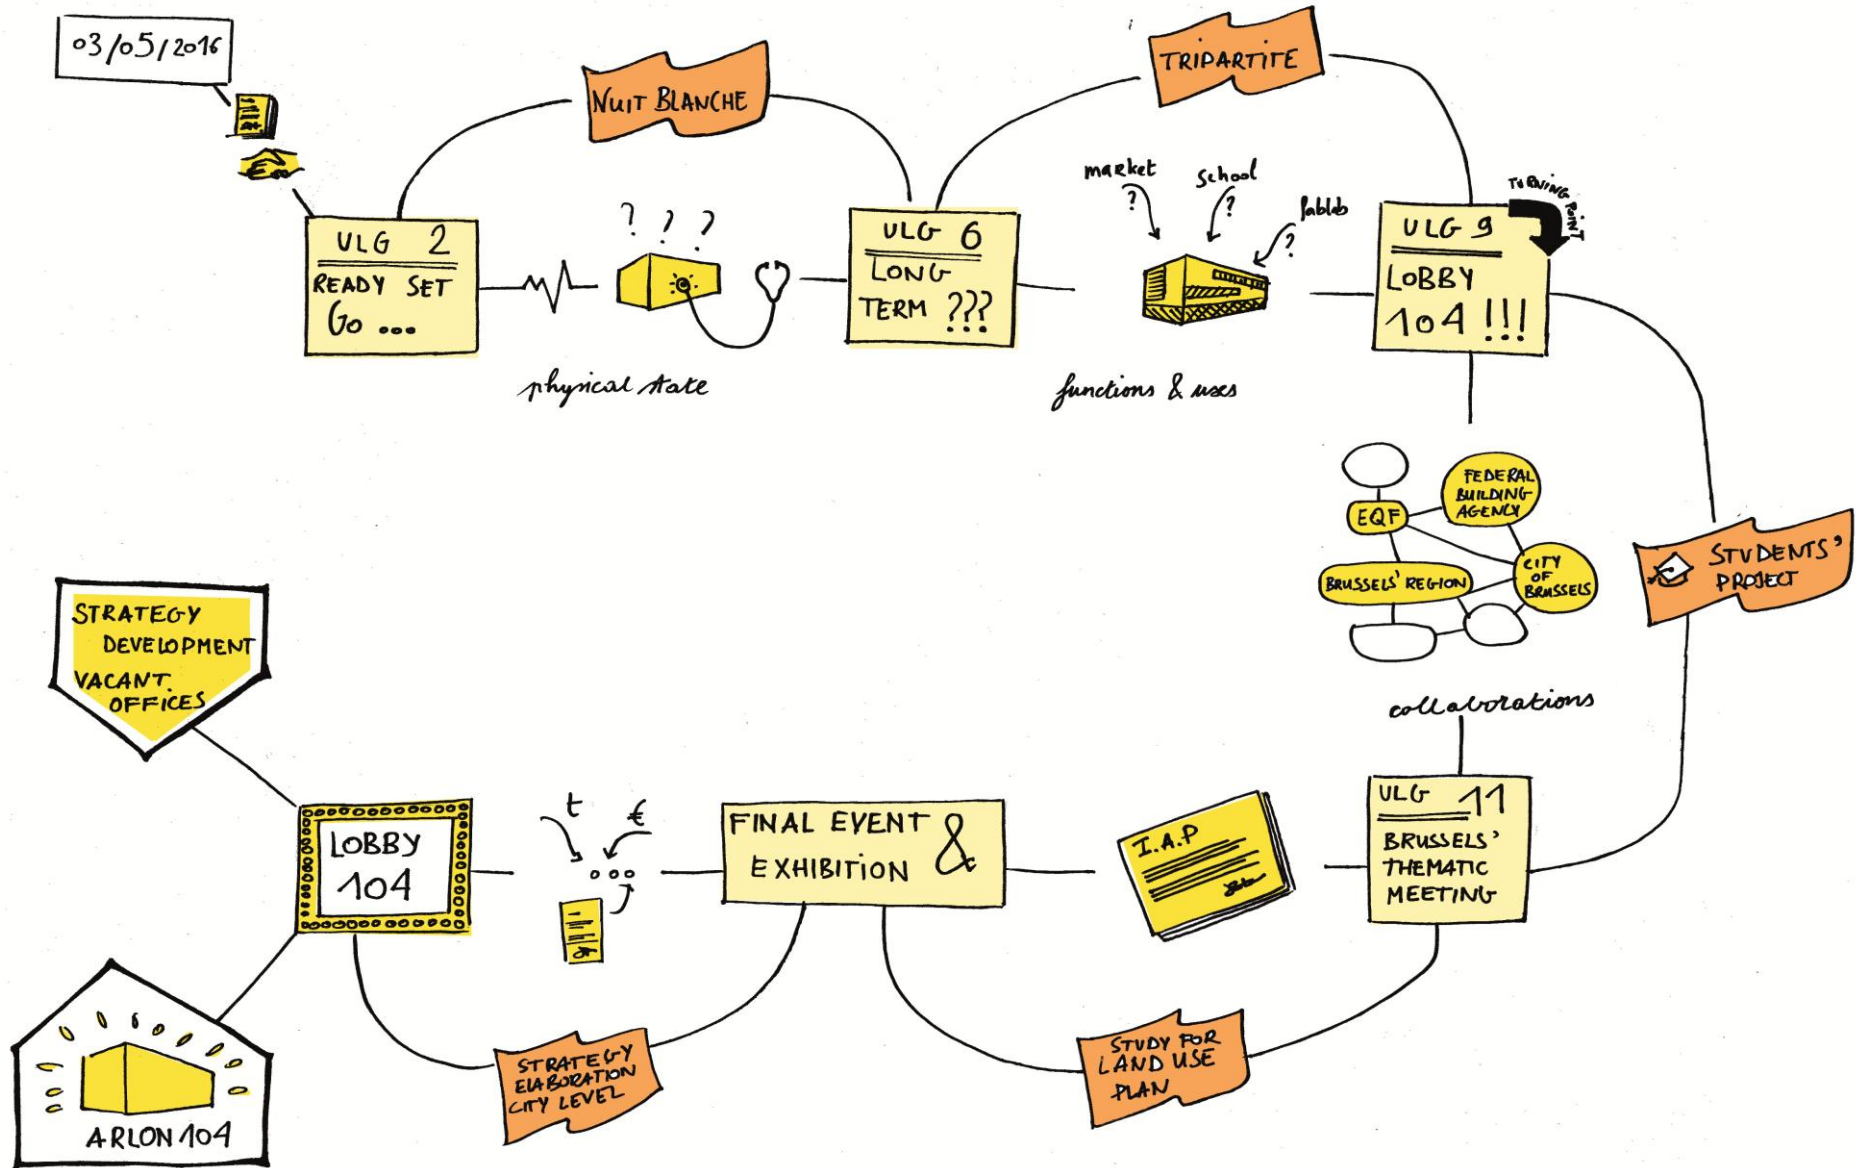 03/05/2016
NUIT BLANCHE
TRIPARTITE
ULG 2
READY SET
Go ...
? ? ?
physical state
ULG 6
LONG
TERM ???
market
?
school
?
fablab
?
functions & uses
ULG 9
LOBBY
104 !!!
TURNING POINT
FEDERAL
BUILDING
AGENCY
EQF
BRUSSELS' REGION
CITY
OF
BRUSSELS
collaborations
STUDENTS'
PROJECT
ULG 11
BRUSSELS'
THEMATIC
MEETING
I.A.P
STUDY FOR
LAND USE
PLAN
FINAL EVENT &
EXHIBITION
t
€
STRATEGY
ELABORATION
CITY LEVEL
LOBBY
104
STRATEGY
DEVELOPMENT
VACANT.
OFFICES
ARLON 104